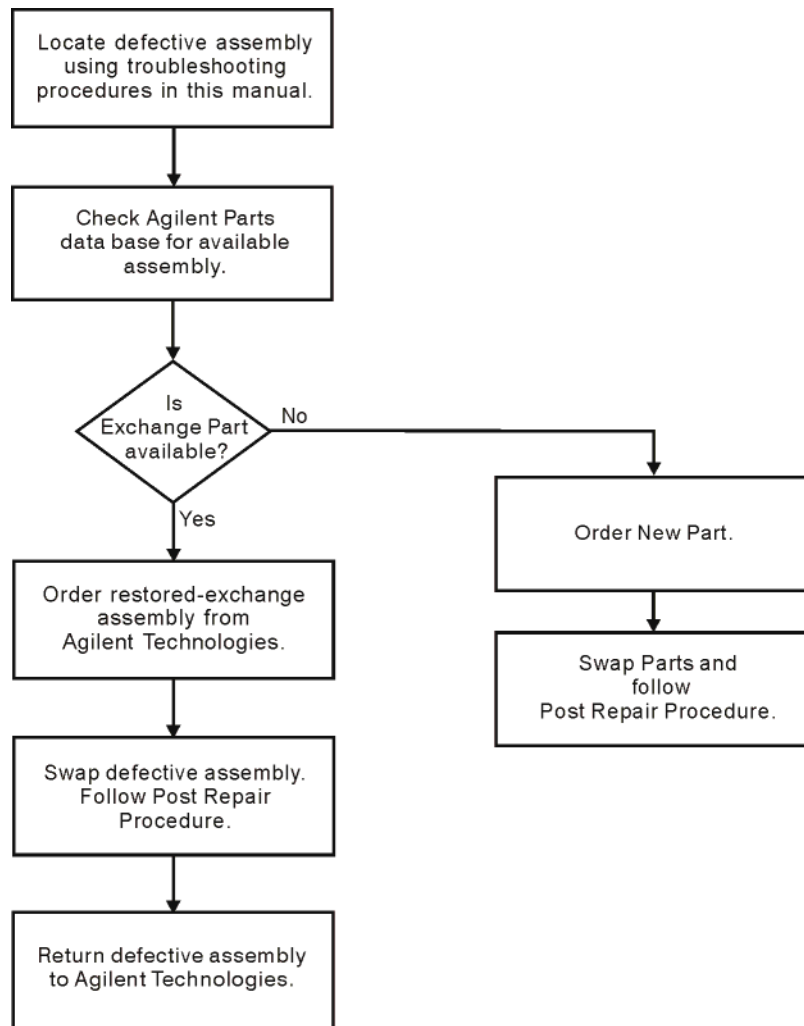 Locate defective assembly
using troubleshooting
procedures in this manual.
Check Agilent Parts
data base for available
assembly.
Is
Exchange Part
available?
No
Yes
Order New Part.
Order restored-exchange
assembly from
Agilent Technologies.
Swap Parts and
follow
Post Repair Procedure.
Swap defective assembly.
Follow Post Repair
Procedure.
Return defective assembly
to Agilent Technologies.